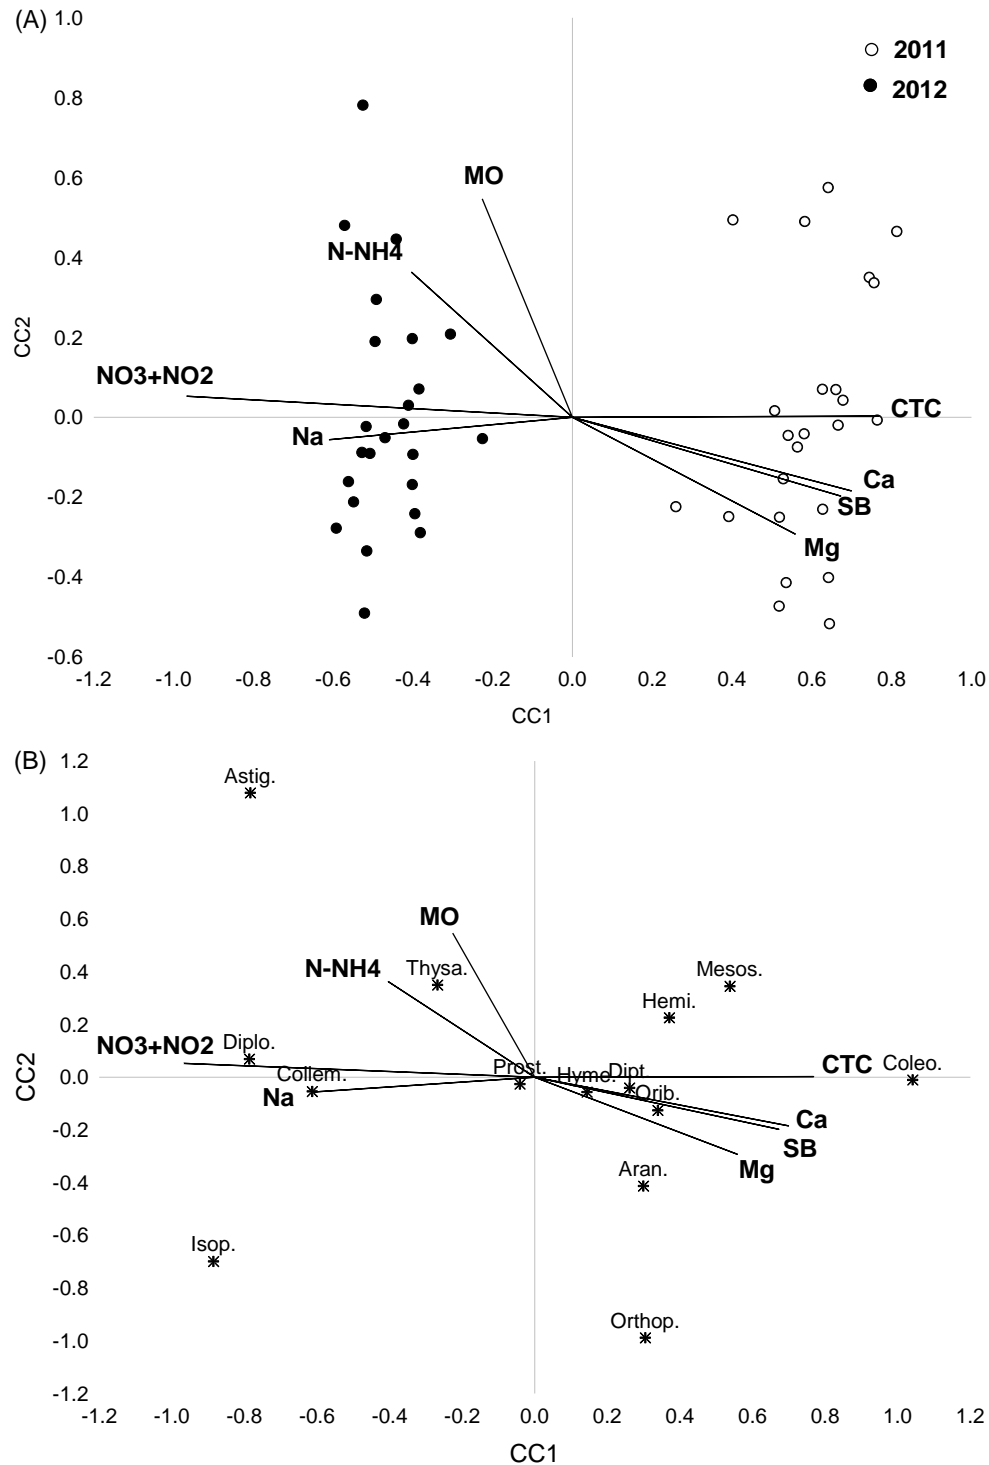 (A)
1.0
2011
2012
0.8
0.6
MO
0.4
N-NH4
CC2
0.2
NO3+NO2
CTC
0.0
Na
Ca
-0.2
SB
Mg
-0.4
-0.6
-1.2 -1.0 -0.8 -0.6 -0.4 -0.2 0.0 0.2 0.4 0.6 0.8 1.0
CC1
(B)
1.2
Astig.
1.0
0.8
0.6
MO
N-NH4
Thysa.
Mesos.
0.4
Hemi.
0.2
NO3+NO2
Diplo.
CC2
0.0
Collem.
Prost.
Hyme.
Dipt.
CTC
Coleo.
Na
Orib.
Ca
-0.2
SB
Aran.
Mg
-0.4
-0.6
Isop.
-0.8
Orthop.
-1.0
-1.2
-1.2 -1.0 -0.8 -0.6 -0.4 -0.2 0.0 0.2 0.4 0.6 0.8 1.0 1.2
CC1